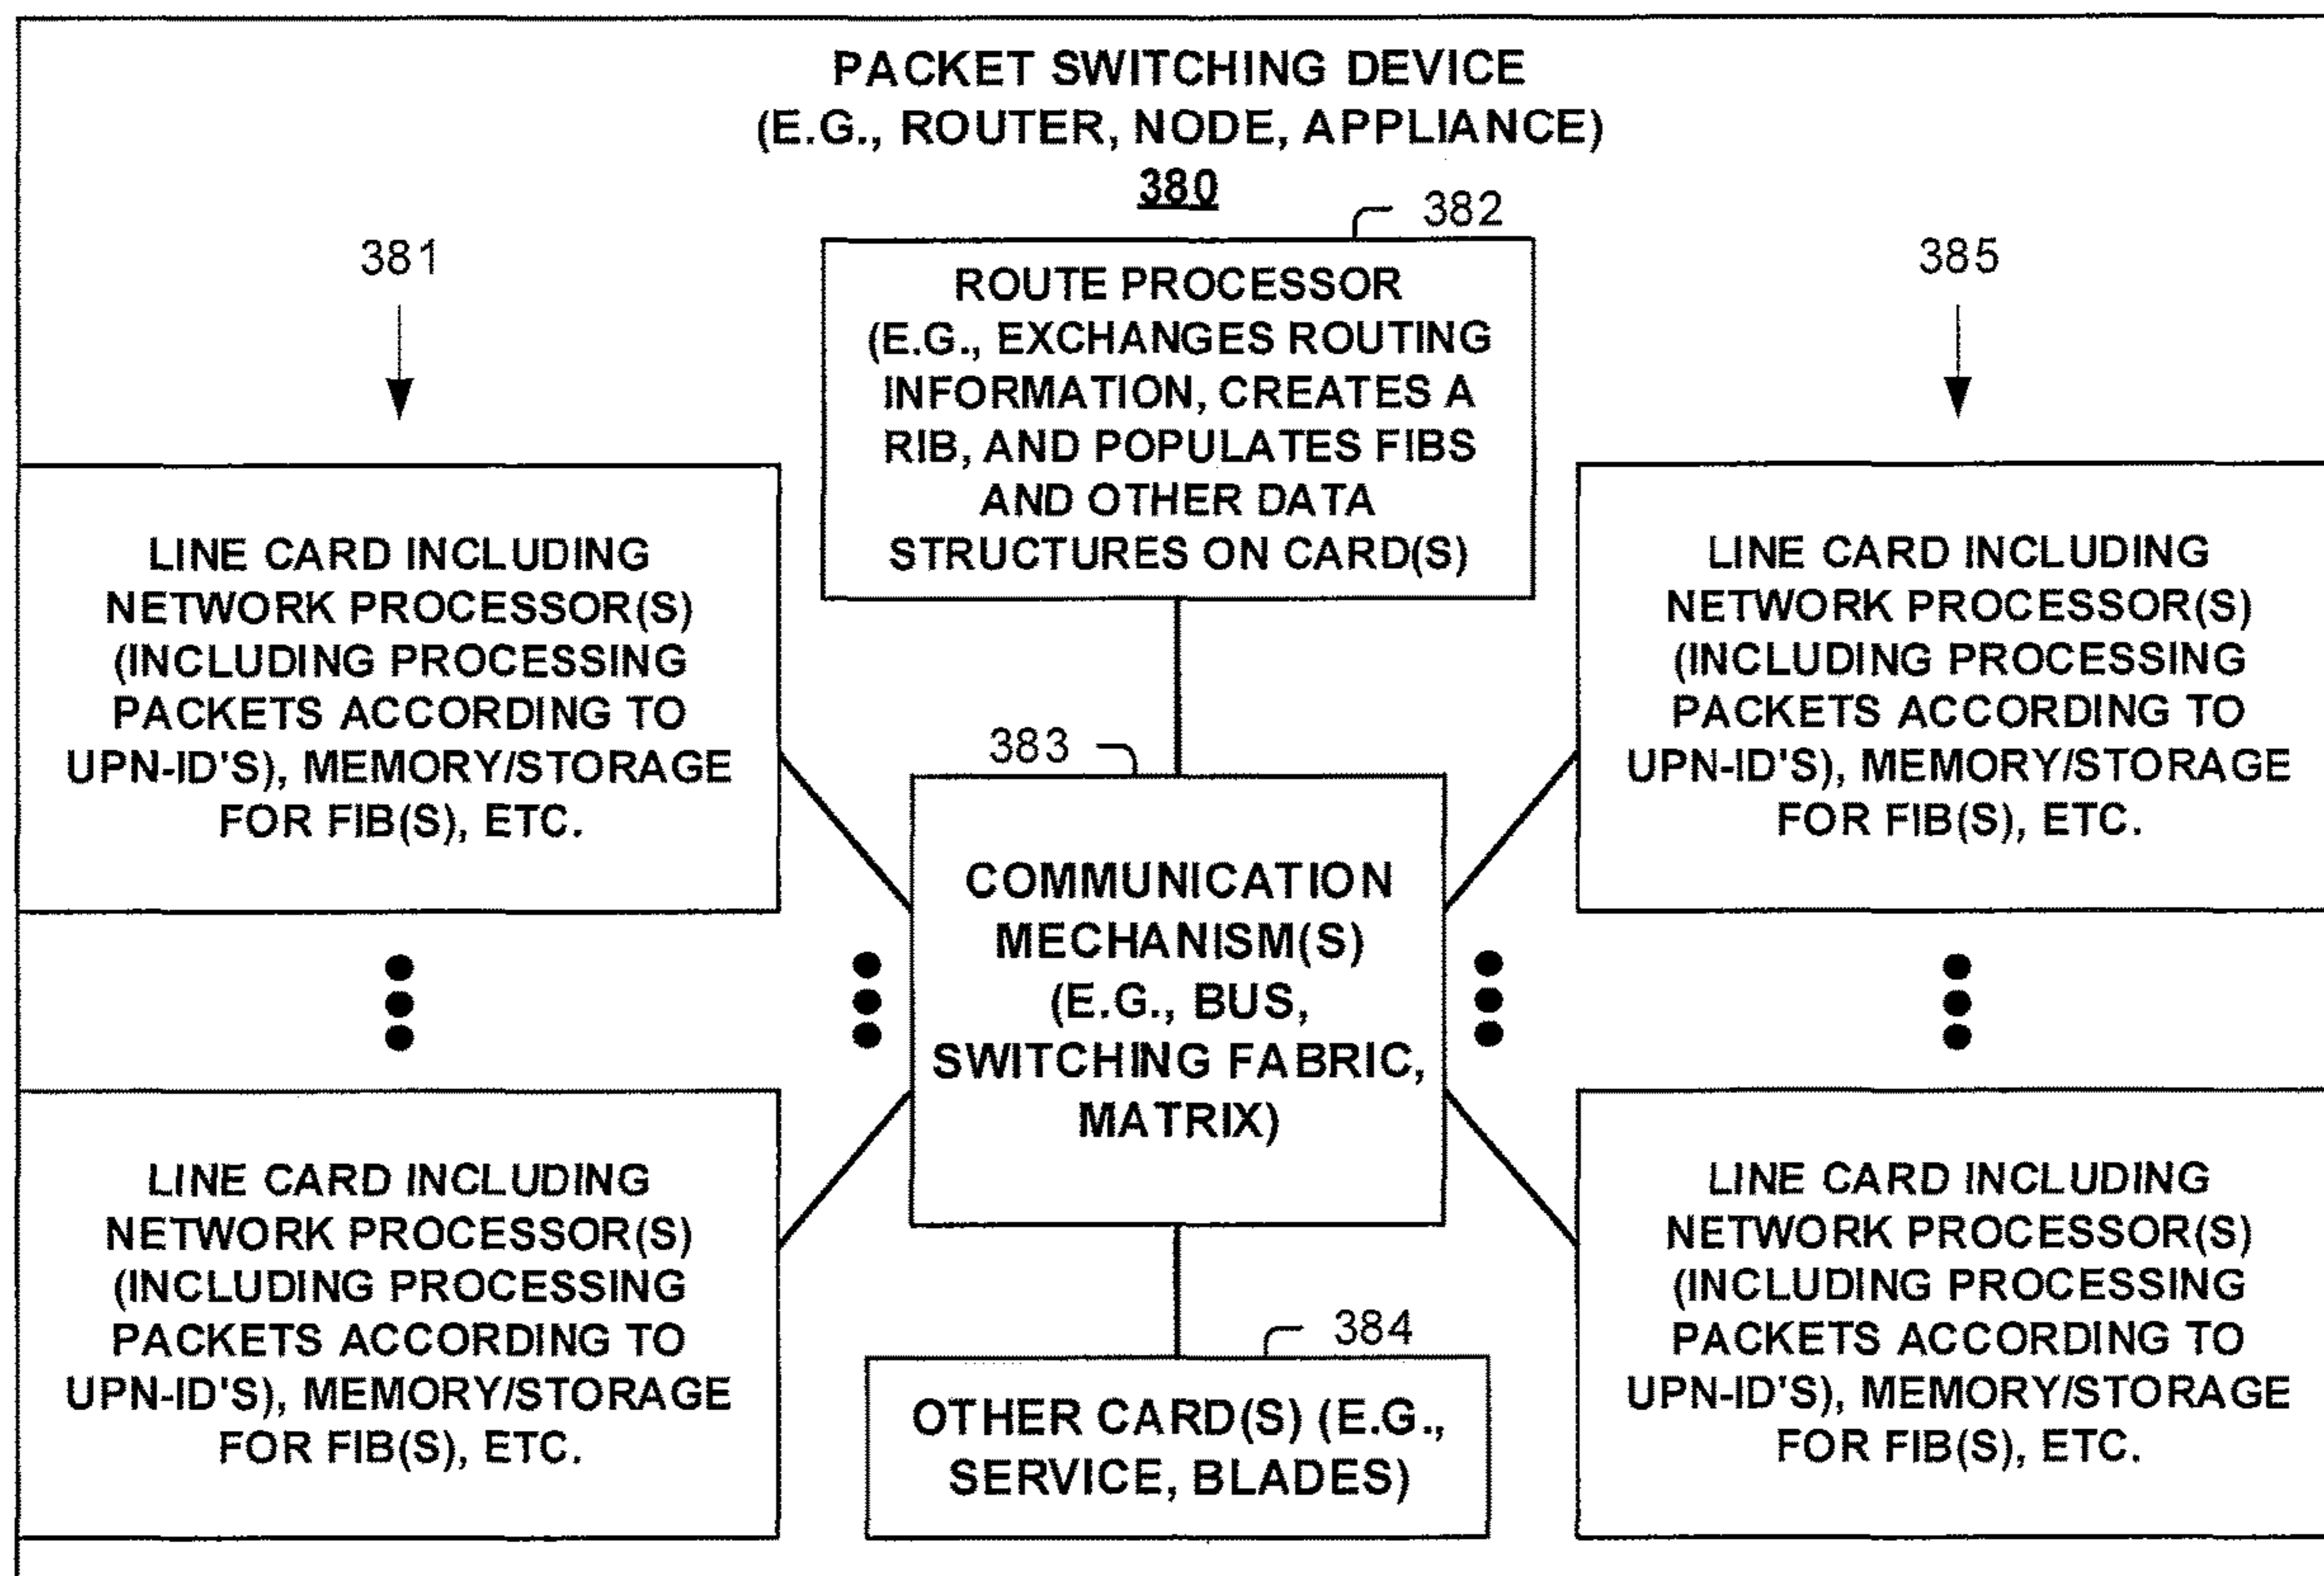 PACKET SWITCHING DEVICE
(E.G., ROUTER, NODE, APPLIANCE)
380
382
381
385
ROUTE PROCESSOR
(E.G., EXCHANGES ROUTING
INFORMATION, CREATES A
RIB, AND POPULATES FIBS
AND OTHER DATA
STRUCTURES ON CARD(S)
LINE CARD INCLUDING
NETWORK PROCESSOR(S)
(INCLUDING PROCESSING
PACKETS ACCORDING TO
UPN-ID'S), MEMORY/STORAGE
FOR FIB(S), ETC.
LINE CARD INCLUDING
NETWORK PROCESSOR(S)
(INCLUDING PROCESSING
PACKETS ACCORDING TO
UPN-ID'S), MEMORY/STORAGE
FOR FIB(S), ETC.
383
COMMUNICATION
MECHANISM(S)
(E.G., BUS,
SWITCHING FABRIC,
MATRIX)
LINE CARD INCLUDING
NETWORK PROCESSOR(S)
(INCLUDING PROCESSING
PACKETS ACCORDING TO
UPN-ID'S), MEMORY/STORAGE
FOR FIB(S), ETC.
384
OTHER CARD(S) (E.G.,
SERVICE, BLADES)
LINE CARD INCLUDING
NETWORK PROCESSOR(S)
(INCLUDING PROCESSING
PACKETS ACCORDING TO
UPN-ID'S), MEMORY/STORAGE
FOR FIB(S), ETC.